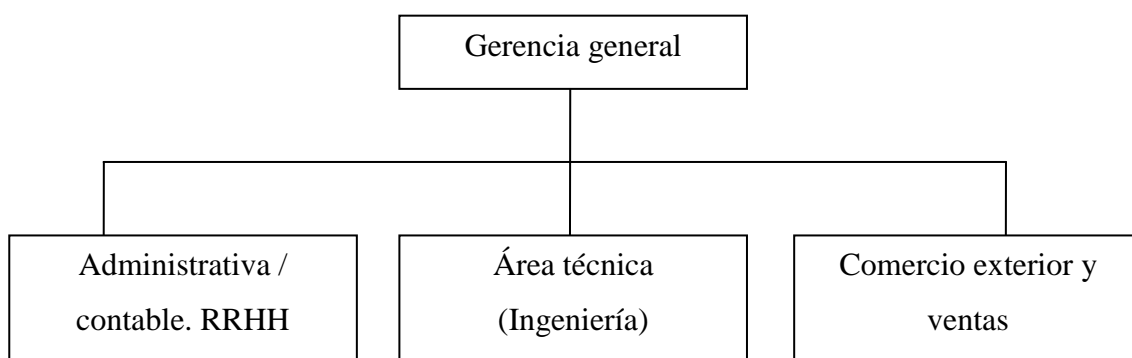 Gerencia general
Administrativa /
contable. RRHH
Área técnica
(Ingeniería)
Comercio exterior y
ventas